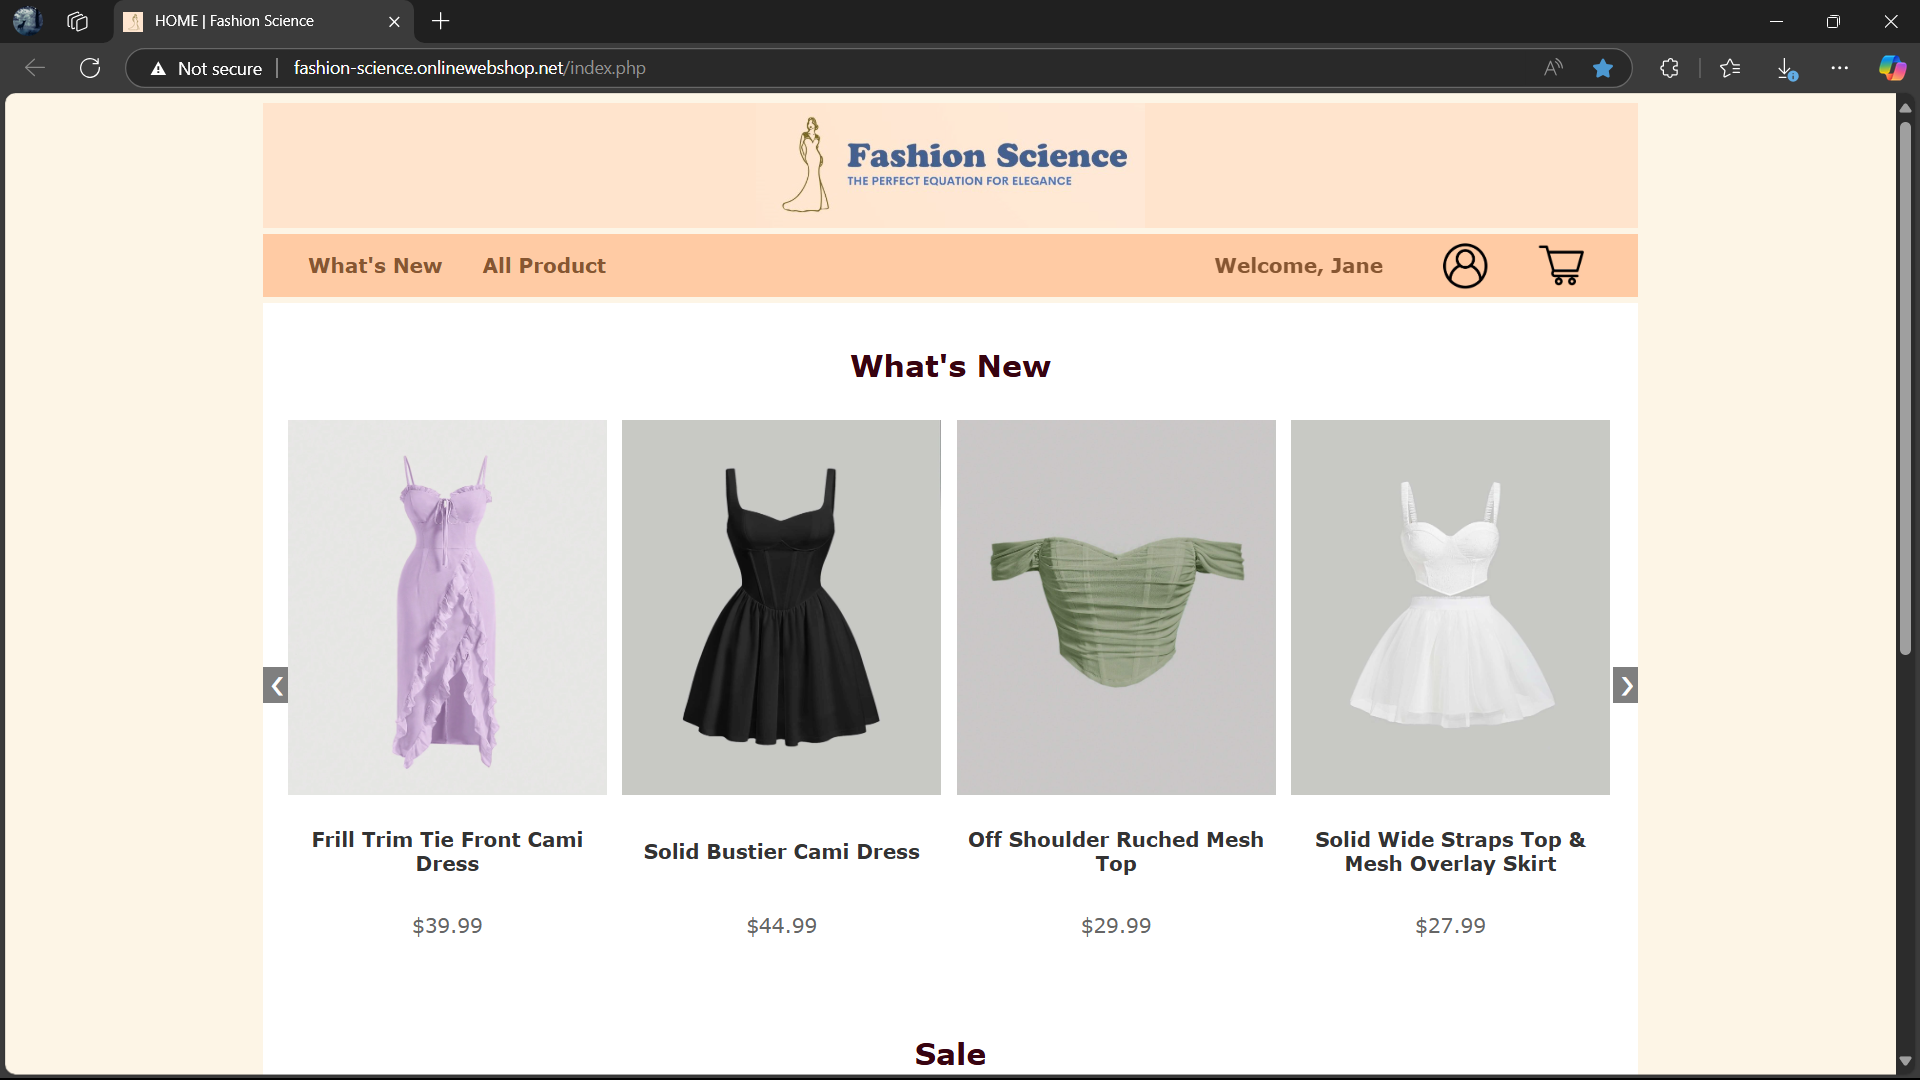 HOME | Fashion Science
Not secure
fashion-science.onlinewebshop.net/index.php
Fashion Science
THE PERFECT EQUATION FOR ELEGANCE
What's New
All Product
Welcome, Jane
What's New
Frill Trim Tie Front Cami
Dress
$39.99
Solid Bustier Cami Dress
$44.99
Off Shoulder Ruched Mesh
Top
$29.99
Solid Wide Straps Top &
Mesh Overlay Skirt
$27.99
Sale